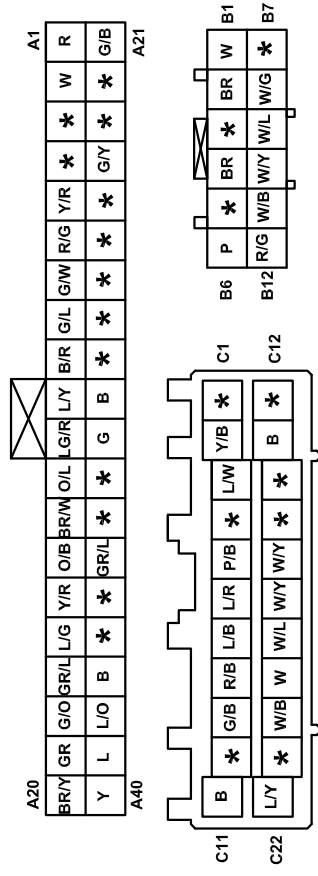 A1 R G/B A21
W *
* *
* G/Y
Y/R *
R/G *
G/W *
G/L *
B/R *
L/Y B
LG/R G
O/L *
BR/W *
O/B GR/L
Y/R *
L/G *
GR/L B
G/O L/O
GR L
A20 BR/Y Y A40
B1 B7
W *
BR W/G
* W/L
BR W/Y
* W/B
P R/G
B6 B12
C1 C12
* *
Y/B B
L/W *
* *
P/B W/Y
L/R W/Y
L/B W/L
R/B W
G/B W/B
* *
B L/Y
C11 C22